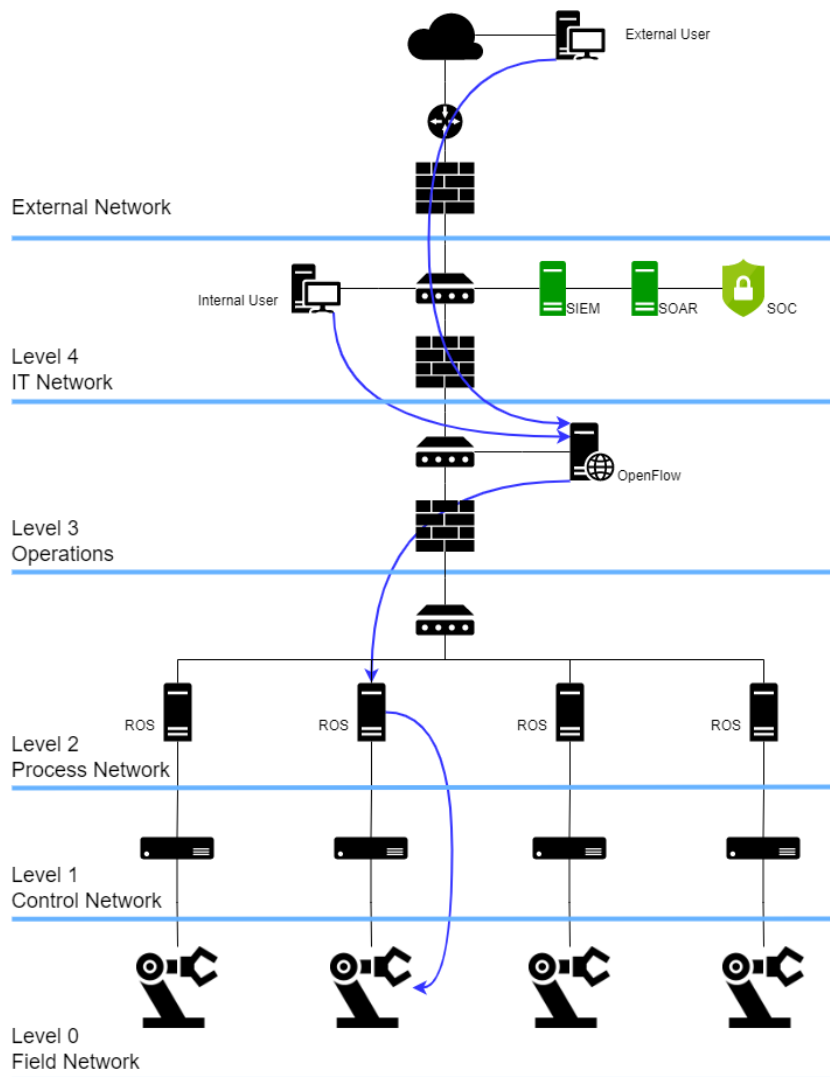 External User
External Network
Internal User
SIEM
SOAR
SOC
Level 4
IT Network
OpenFlow
Level 3
Operations
ROS
ROS
ROS
ROS
Level 2
Process Network
Level 1
Control Network
Level 0
Field Network